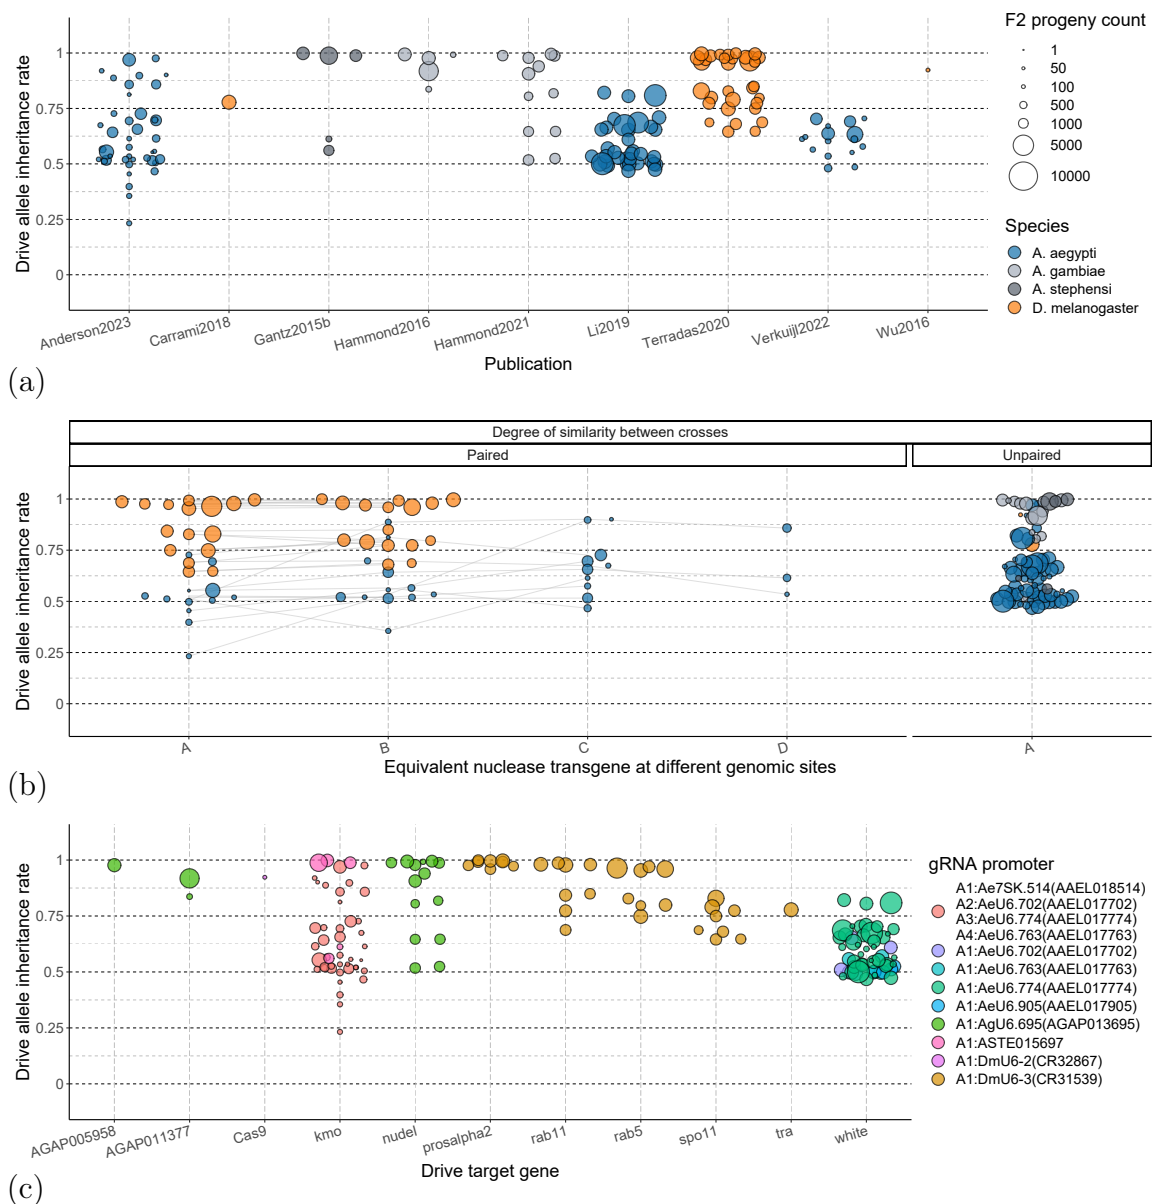 F2 progeny count
1
50
100
500
1000
5000
10000
Species
A. aegypti
A. gambiae
A. stephensi
D. melanogaster
Drive allele inheritance rate
1
0.75
0.5
0.25
0
Anderson2023
Carrami2018
Gantz2015b
Hammond2016
Hammond2021
Li2019
Terradas2020
Verkuijl2022
Wu2016
Publication
(a)
Degree of similarity between crosses
Paired
Unpaired
Drive allele inheritance rate
1
0.75
0.5
0.25
0
A
B
C
D
A
Equivalent nuclease transgene at different genomic sites
(b)
Drive allele inheritance rate
1
0.75
0.5
0.25
0
AGAP005958
AGAP011377
Cas9
kmo
nudel
prosalpha2
rab11
rab5
spo11
tra
white
Drive target gene
(c)
gRNA promoter
A1:Ae7SK.514(AAEL018514)
A2:AeU6.702(AAEL017702)
A3:AeU6.774(AAEL017774)
A4:AeU6.763(AAEL017763)
A1:AeU6.702(AAEL017702)
A1:AeU6.763(AAEL017763)
A1:AeU6.774(AAEL017774)
A1:AeU6.905(AAEL017905)
A1:AgU6.695(AGAP013695)
A1:ASTE015697
A1:DmU6-2(CR32867)
A1:DmU6-3(CR31539)